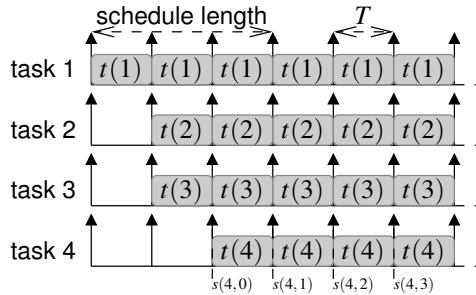 schedule length T
task 1 t(1) t(1) t(1) t(1) t(1) t(1)
task 2 t(2) t(2) t(2) t(2) t(2)
task 3 t(3) t(3) t(3) t(3) t(3)
task 4 t(4) t(4) t(4) t(4)
s(4,0) s(4,1) s(4,2) s(4,3)